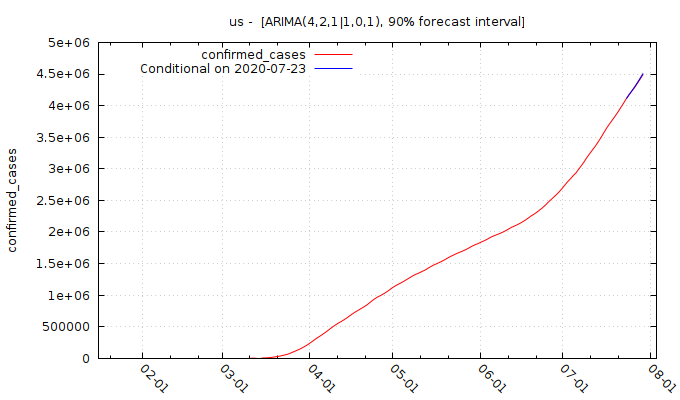 us - [ARIMA(4,2,1|1,0,1), 90% forecast interval]
confirmed_cases
Conditional on 2020-07-23
5e+06
4.5e+06
4e+06
3.5e+06
3e+06
2.5e+06
2e+06
1.5e+06
1e+06
500000
0
confirmed_cases
02-01
03-01
04-01
05-01
06-01
07-01
08-01